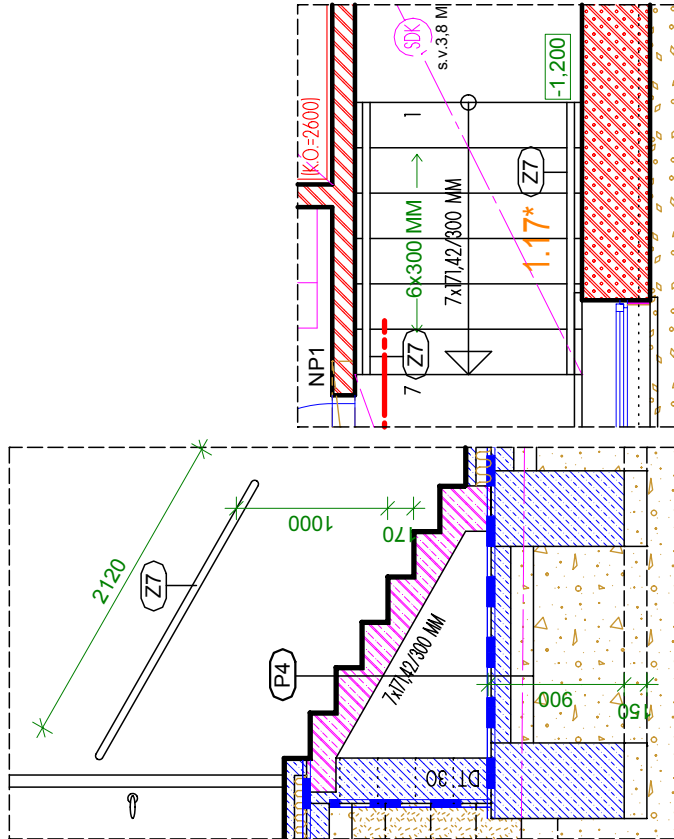 SDK
s.v.3,8 M
-1,200
(K.O.=2600)
1
Z7
6x300 MM
7x171,42/300 MM
1.17*
NP1
Z7
7
2120
1000
170
Z7
P4
7x171,42/300 MM
900
150
DT 30